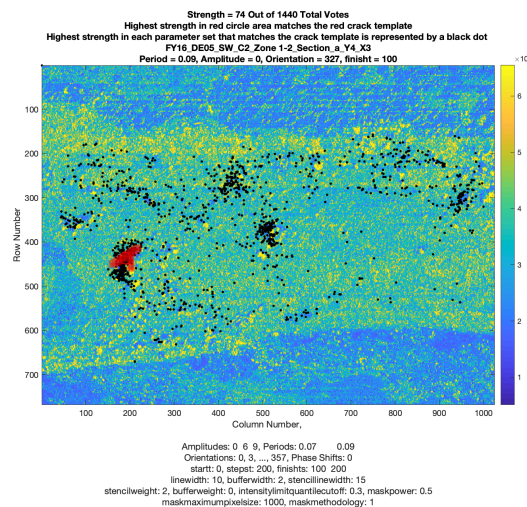 Strength = 74 Out of 1440 Total Votes
Highest strength in red circle area matches the red crack template
Highest strength in each parameter set that matches the crack template is represented by a black dot
FY16_DE05_SW_C2_Zone 1-2_Section_a_Y4_X3
Period = 0.09, Amplitude = 0, Orientation = 327, finisht = 100
×10
100
200
300
400
500
600
700
Row Number
100 200 300 400 500 600 700 800 900 1000
Column Number,
6
5
4
3
2
1
Amplitudes: 0 6 9, Periods: 0.07 0.09
Orientations: 0, 3, ..., 357, Phase Shifts: 0
startt: 0, stepst: 200, finishts: 100 200
linewidth: 10, bufferwidth: 2, stencillinewidth: 15
stencilweight: 2, bufferweight: 0, intensitylimitquantilecutoff: 0.3, maskpower: 0.5
maskmaximumpixelsize: 1000, maskmethodology: 1